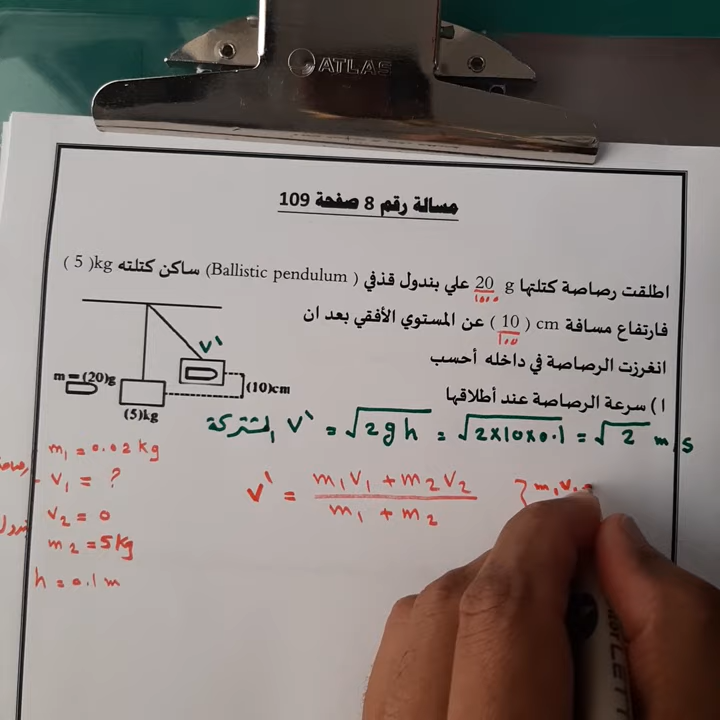 ATLAS
مسالة رقم 8 صفحة 109
اطلقت رصاصة كتلتها 20 g علي بندول قذفي ( Ballistic pendulum) ساكن كتلته kg( 5 )
1000
فارتفاع مسافة cm ( 10 ) عن المستوي الأفقي بعد ان
100
انغرزت الرصاصة في داخله أحسب
ا) سرعة الرصاصة عند أطلاقها
V'
m = (20)g
(10)cm
(5)kg
المشتركة V' = √2gh = √2×10×0.1 = √2 m/s
m₁ = 0.02 kg
V₁ = ?
V₂ = 0
m₂ = 5kg
h = 0.1 m
V' = (m₁V₁ + m₂V₂) / (m₁ + m₂)
} m₁V₁